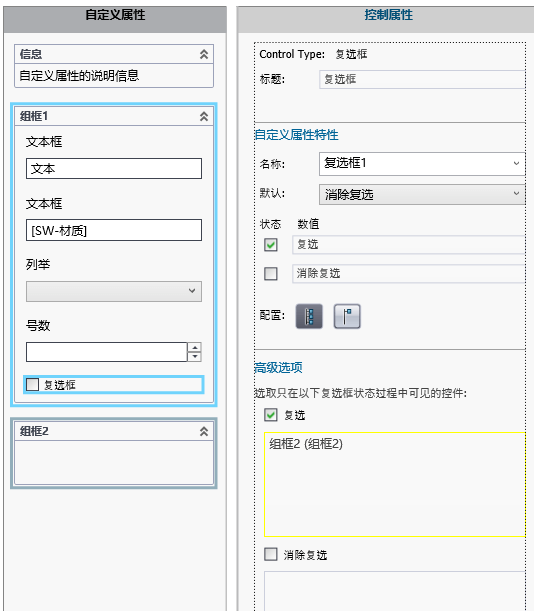 自定义属性
信息
自定义属性的说明信息
组框1
文本框
文本
文本框
[SW-材质]
列举
号数
复选框
组框2
控制属性
Control Type: 复选框
标题: 复选框
自定义属性特性
名称: 复选框1
默认: 消除复选
状态 数值
复选
消除复选
配置:
高级选项
选取只在以下复选框状态过程中可见的控件:
复选
组框2 (组框2)
消除复选